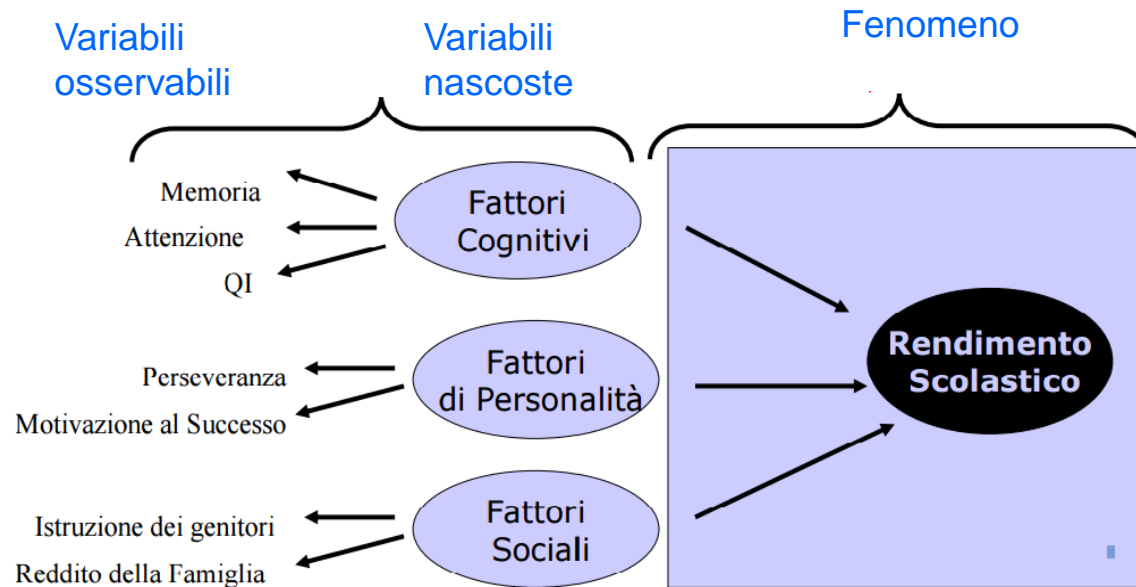 Variabili
osservabili
Variabili
nascoste
Fenomeno
Memoria
Attenzione
QI
Fattori
Cognitivi
Perseveranza
Motivazione al Successo
Fattori
di Personalità
Istruzione dei genitori
Reddito della Famiglia
Fattori
Sociali
Rendimento
Scolastico